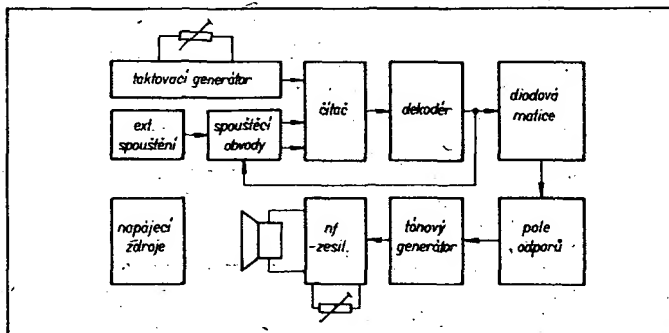 taktovací generátor
ext.
spouštění
spouštěcí
obvody
čítač
dekodér
diodová
matice
napájecí
zdroje
nf
-zesil.
tónový
generátor
pole
odporů